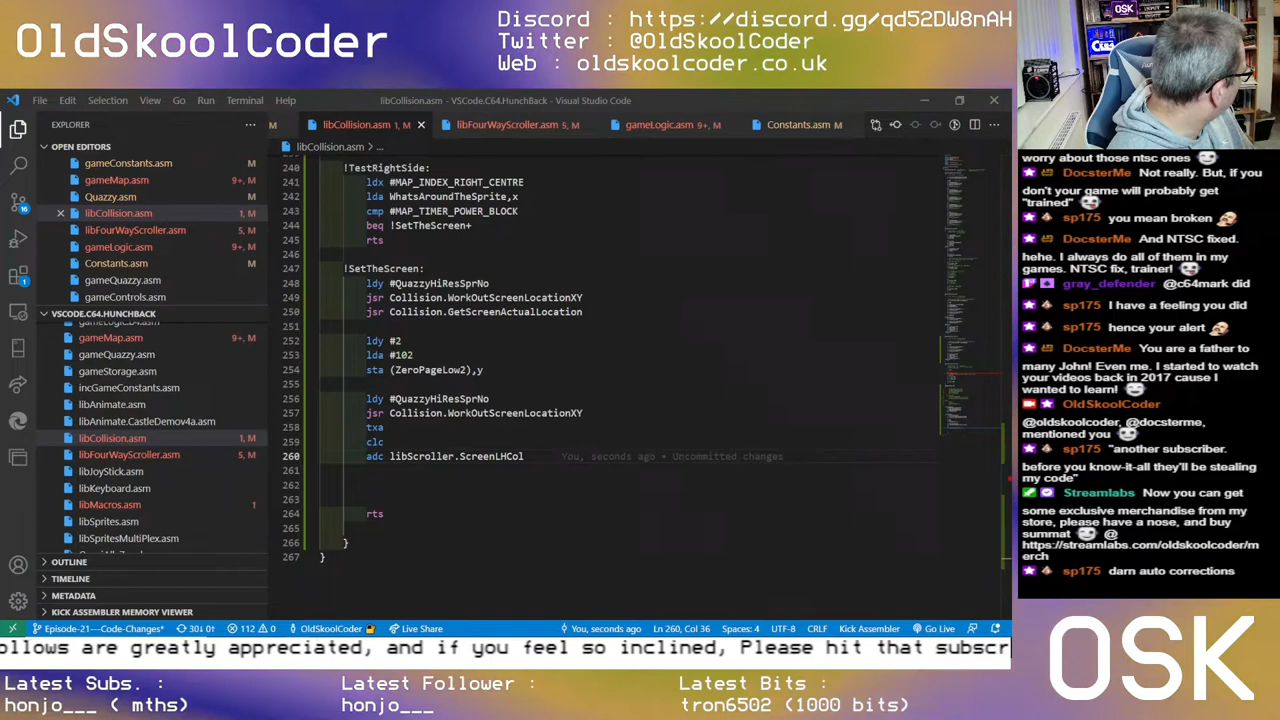 OldSkoolCoder
Discord : https://discord.gg/qd52DW8nAH
Twitter : @OldSkoolCoder
Web : oldskoolcoder.co.uk
OSK
File Edit Selection View Go Run Terminal Help
libCollision.asm - VSCode.C64.HunchBack - Visual Studio Code
EXPLORER
M
libCollision.asm 1, M
libFourWayScroller.asm 5, M
gameLogic.asm 9+, M
Constants.asm M
libCollision.asm > ...
OPEN EDITORS
gameConstants.asm M
gameMap.asm 9+, M
Quazzy.asm M
libCollision.asm 1, M
libFourWayScroller.asm 5, M
gameLogic.asm 9+, M
Constants.asm M
gameQuazzy.asm
gameControls.asm
VSCODE.C64.HUNCHBACK
gameMap.asm 9+, M
gameQuazzy.asm
gameStorage.asm
incGameConstants.asm
libAnimate.asm
libAnimate.CastleDemov4a.asm
libCollision.asm 1, M
libFourWayScroller.asm 5, M
libJoyStick.asm
libKeyboard.asm
libMacros.asm 1
libSprites.asm
libSpritesMultiPlex.asm
OUTLINE
TIMELINE
METADATA
KICK ASSEMBLER MEMORY VIEWER
240 !TestRightSide:
241 ldx #MAP_INDEX_RIGHT_CENTRE
242 lda WhatsAroundTheSprite,x
243 cmp #MAP_TIMER_POWER_BLOCK
244 beq !SetTheScreen+
245 rts
246
247 !SetTheScreen:
248 ldy #QuazzyHiResSprNo
249 jsr Collision.WorkOutScreenLocationXY
250 jsr Collision.GetScreenActualLocation
251
252 ldy #2
253 lda #102
254 sta (ZeroPageLow2),y
255
256 ldy #QuazzyHiResSprNo
257 jsr Collision.WorkOutScreenLocationXY
258 txa
259 clc
260 adc libScroller.ScreenLHCol You, seconds ago • Uncommitted changes
261
262
263
264 rts
265
266 }
267 }
Episode-21---Code-Changes* 30↓ 0↑ 112 0 OldSkoolCoder Live Share
You, seconds ago Ln 260, Col 36 Spaces: 4 UTF-8 CRLF Kick Assembler Go Live
worry about those ntsc ones
DocsterMe Not really. But, if you
don't your game will probably get
"trained"
sp175 you mean broken
DocsterMe And NTSC fixed.
hehe. I always do all of them in my
games. NTSC fix, trainer!
gray_defender @c64mark did
sp175 I have a feeling you did
sp175 hence your alert
DocsterMe You are a father to
many John! Even me. I started to watch
your videos back in 2017 cause I
wanted to learn!
OldSkoolCoder
@oldskoolcoder, @docsterme,
mentioned you
sp175 "another subscriber.
before you know-it-all they'll be stealing
my code"
Streamlabs Now you can get
some exclusive merchandise from my
store, please have a nose, and buy
summat @
https://streamlabs.com/oldskoolcoder/m
erch
sp175 darn auto corrections
ollows are greatly appreciated, and if you feel so inclined, Please hit that subscr
Latest Subs. :
honjo___ ( mths)
Latest Follower :
honjo___
Latest Bits :
tron6502 (1000 bits)
OSK